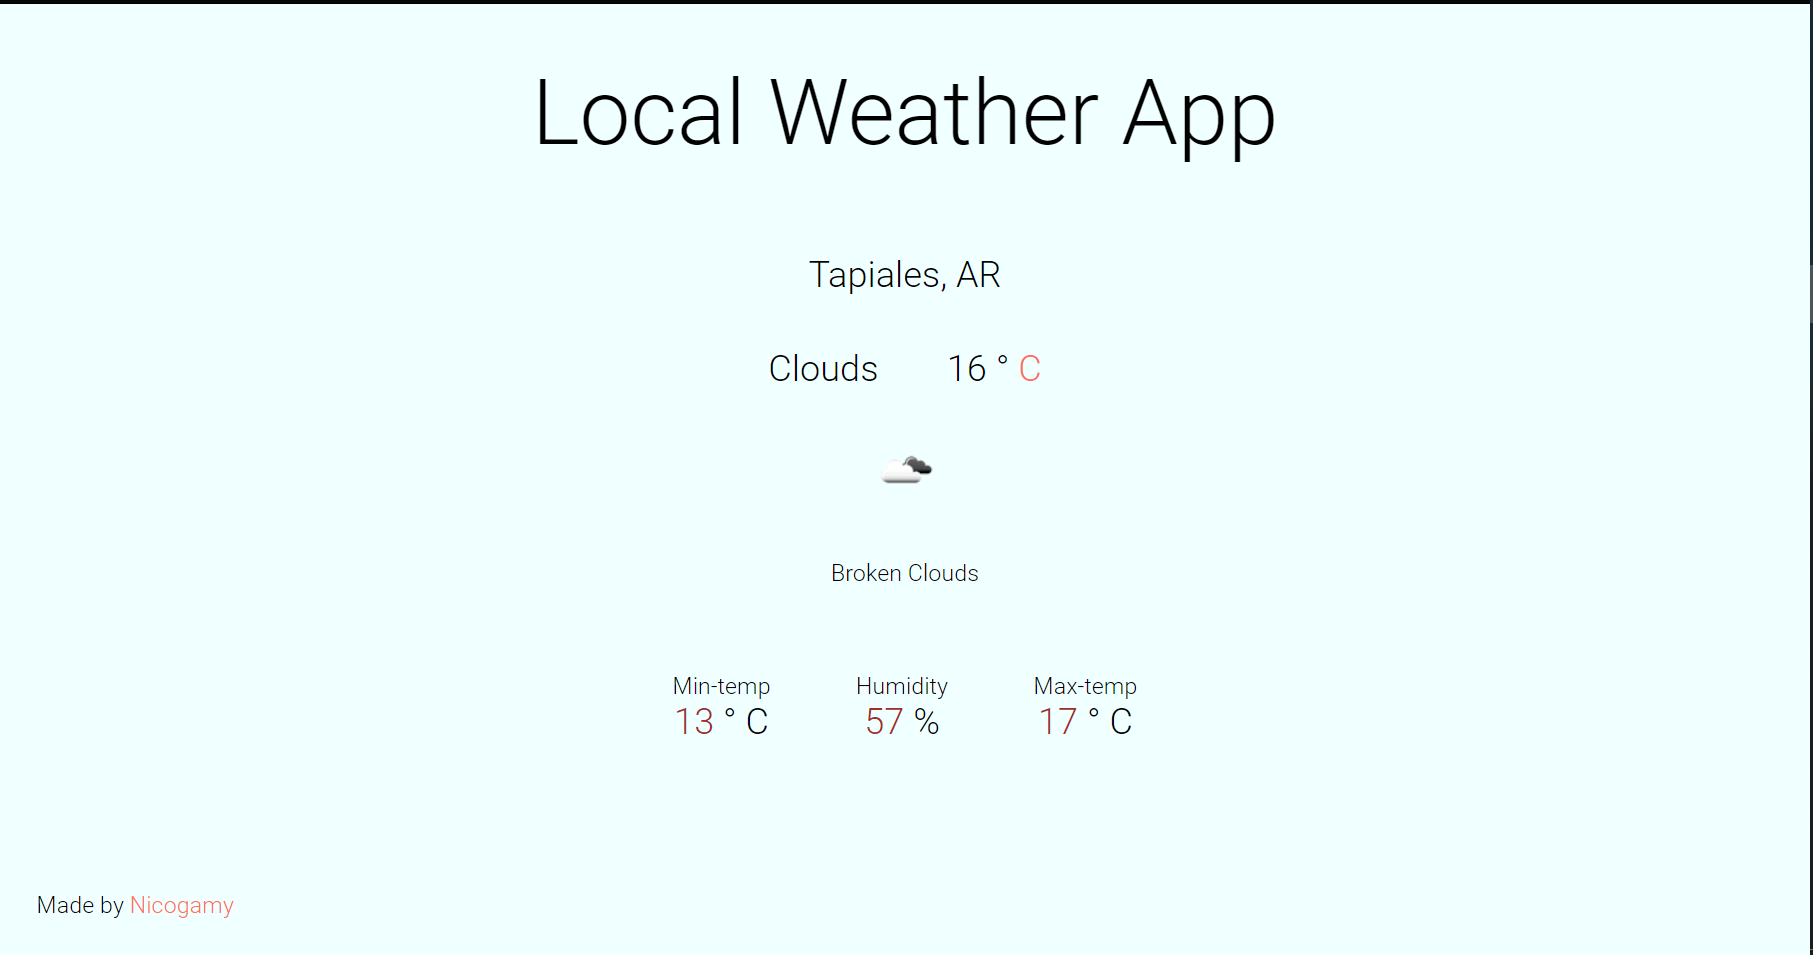 Local Weather App
Tapiales, AR
Clouds 16 ° C
Broken Clouds
Min-temp Humidity Max-temp
13 ° C 57 % 17 ° C
Made by Nicogamy